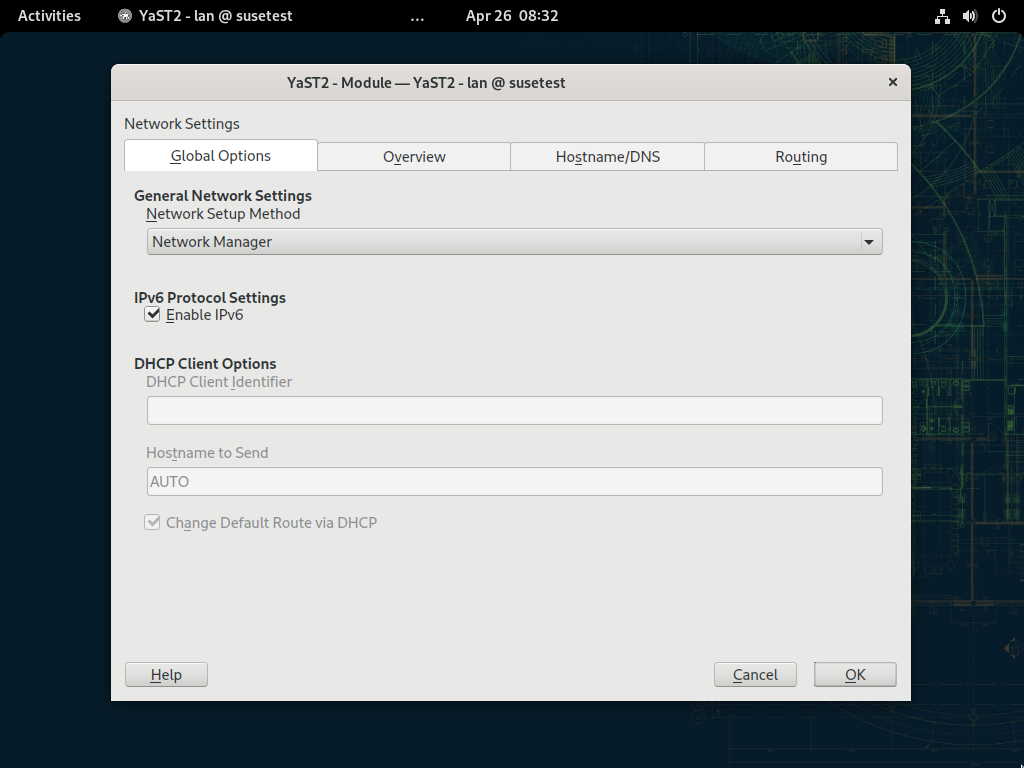 Activities YaST2 - lan @ susetest ... Apr 26 08:32
YaST2 - Module — YaST2 - lan @ susetest ×
Network Settings
Global Options Overview Hostname/DNS Routing
General Network Settings
Network Setup Method
Network Manager
IPv6 Protocol Settings
Enable IPv6
DHCP Client Options
DHCP Client Identifier
Hostname to Send
AUTO
Change Default Route via DHCP
Help Cancel OK